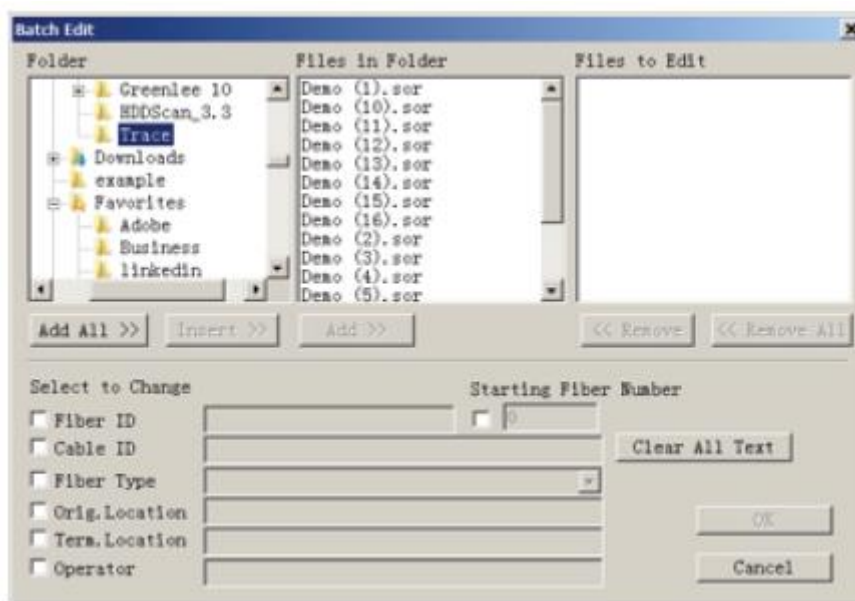 Batch Edit
Folder
Files in Folder
Files to Edit
Greenlee 10
HDDScan_3.3
Trace
Downloads
example
Favorites
Adobe
Business
linkedin
Demo (1).sor
Demo (10).sor
Demo (11).sor
Demo (12).sor
Demo (13).sor
Demo (14).sor
Demo (15).sor
Demo (16).sor
Demo (2).sor
Demo (3).sor
Demo (4).sor
Demo (5).sor
Add All >>
Insert >>
Add >>
<< Remove
<< Remove All
Select to Change
Starting Fiber Number
Fiber ID
0
Cable ID
Clear All Text
Fiber Type
Orig.Location
OK
Term.Location
Operator
Cancel